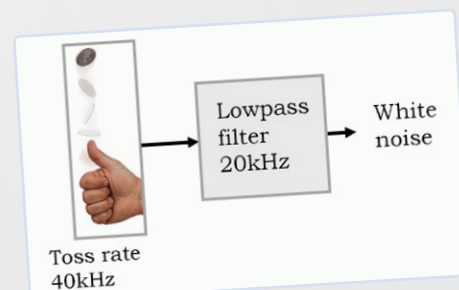 Lowpass
filter
20kHz
White
noise
Toss rate
40kHz